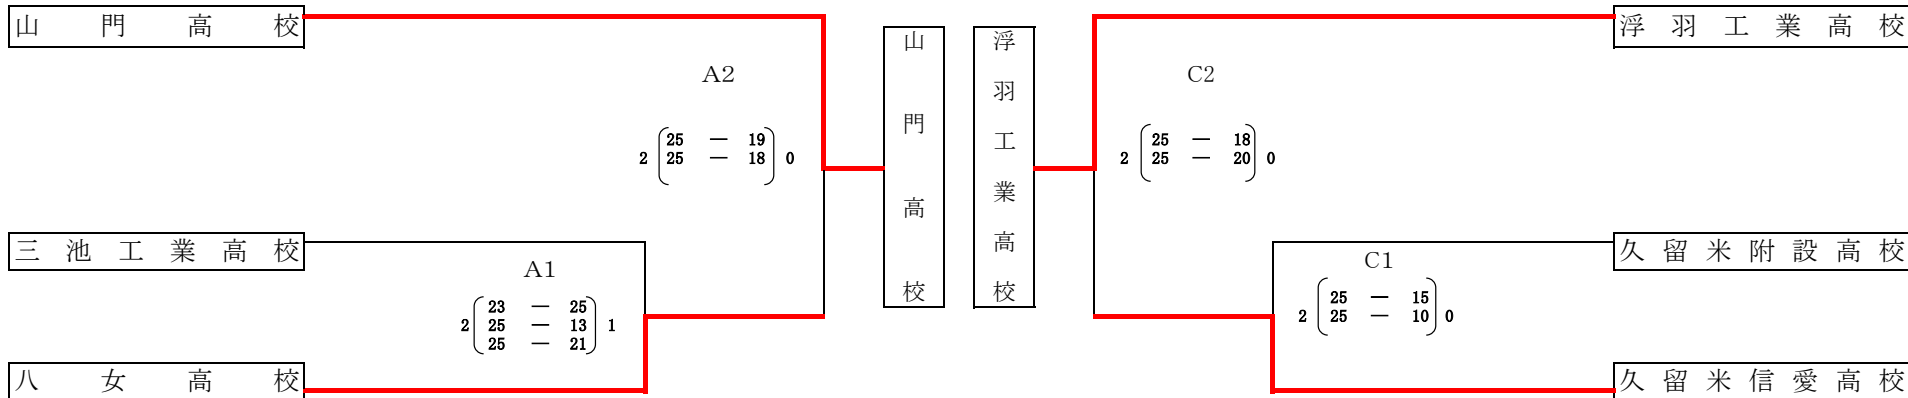 山門高校
A2
2 25 — 19 0
25 — 18
三池工業高校
A1
23 — 25
2 25 — 13 1
25 — 21
八女高校
山門高校
浮羽工業高校
浮羽工業高校
C2
2 25 — 18 0
25 — 20
久留米附設高校
C1
25 — 15
2 25 — 10 0
久留米信愛高校